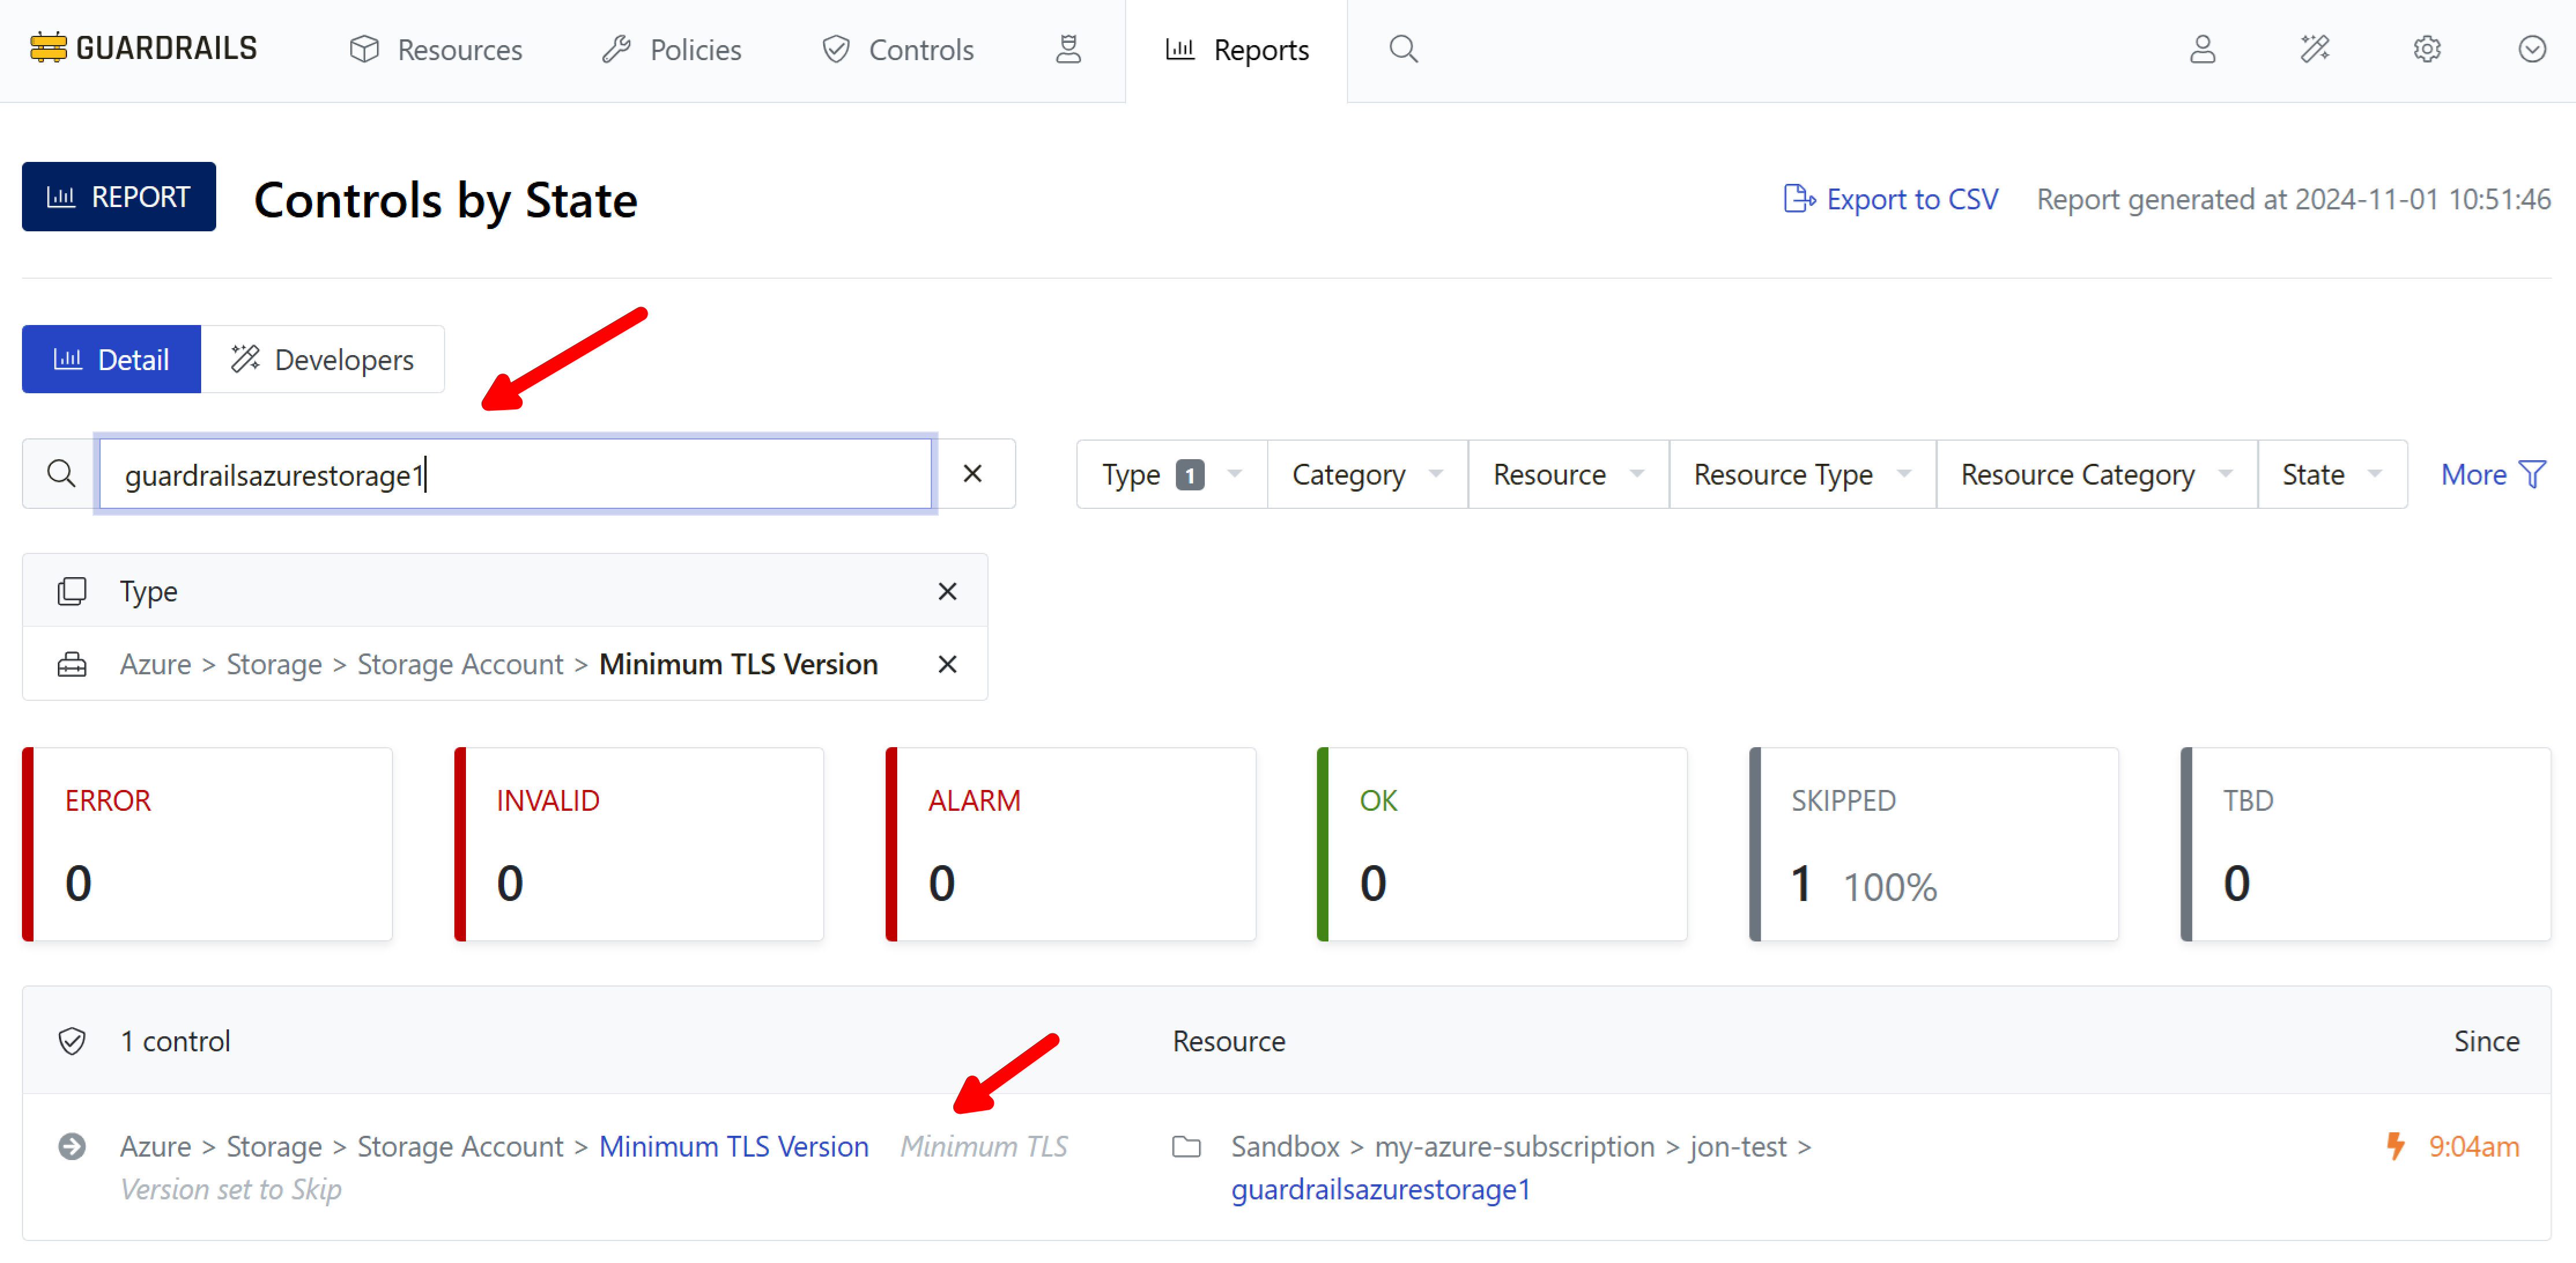 GUARDRAILS Resources Policies Controls Reports
REPORT Controls by State Export to CSV Report generated at 2024-11-01 10:51:46
Detail Developers
guardrailsazurestorage1 Type 1 Category Resource Resource Type Resource Category State More
Type
Azure > Storage > Storage Account > Minimum TLS Version
ERROR INVALID ALARM OK SKIPPED TBD
0 0 0 0 1 100% 0
1 control Resource Since
Azure > Storage > Storage Account > Minimum TLS Version Minimum TLS Sandbox > my-azure-subscription > jon-test > 9:04am
Version set to Skip guardrailsazurestorage1